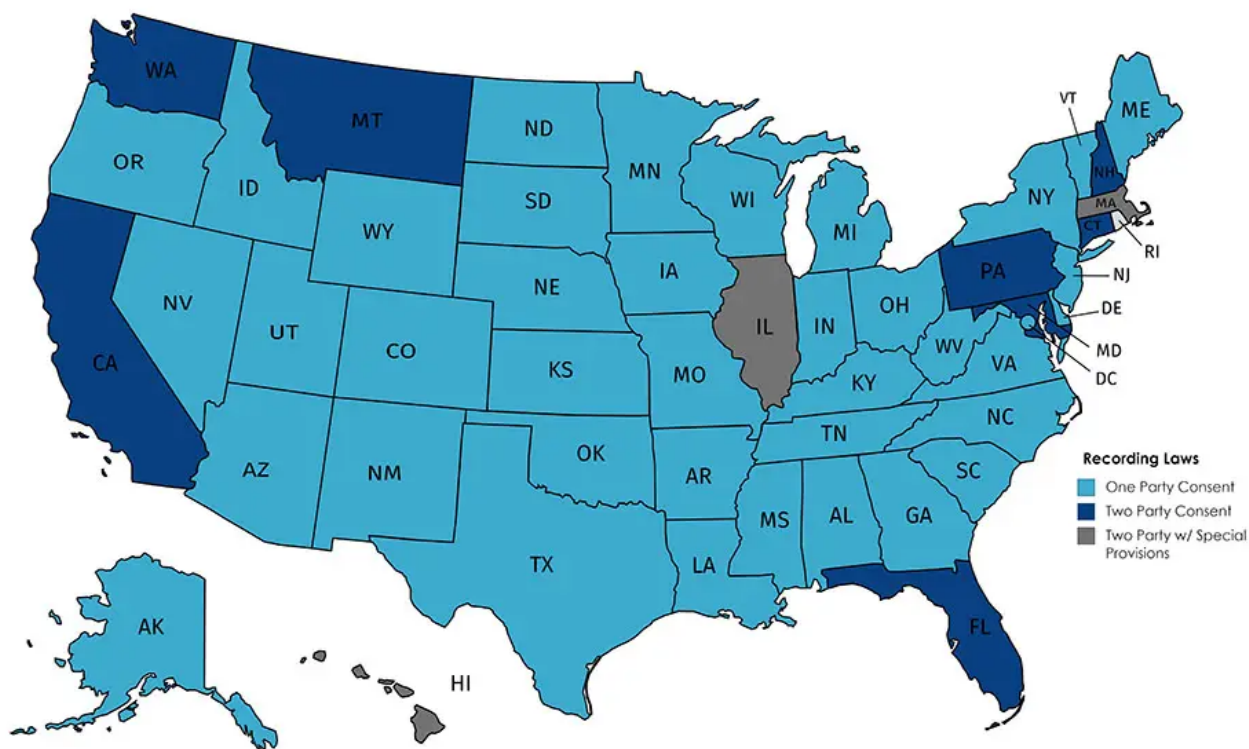 WA
MT
ND
MN
VT
ME
OR
ID
SD
WI
NY
NH
MA
WY
MI
CT
RI
IA
PA
NJ
NV
NE
OH
DE
UT
IL
IN
CA
CO
WV
MD
KS
MO
KY
VA
DC
NC
TN
AZ
NM
OK
AR
SC
MS
AL
GA
TX
LA
AK
FL
HI
Recording Laws
One Party Consent
Two Party Consent
Two Party w/ Special
Provisions